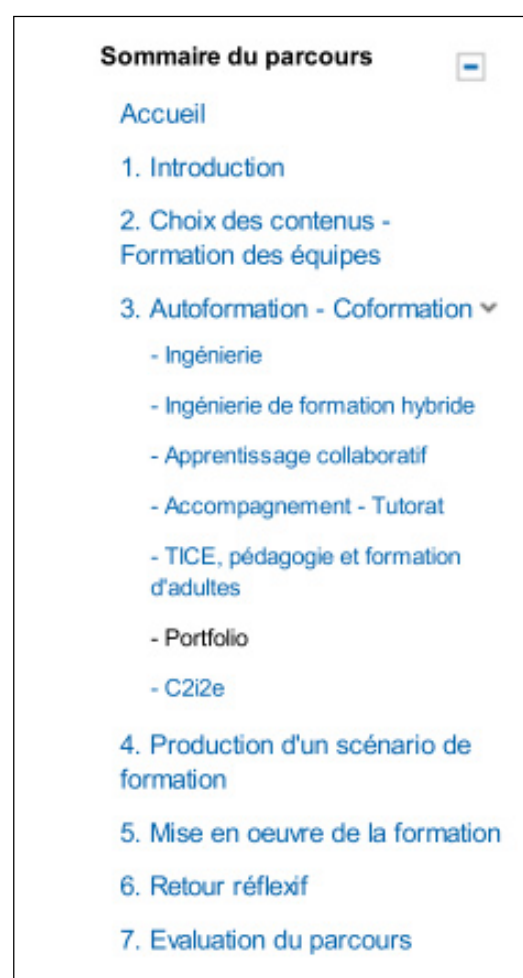 Sommaire du parcours
Accueil
1. Introduction
2. Choix des contenus -
Formation des équipes
3. Autoformation - Coformation
- Ingénierie
- Ingénierie de formation hybride
- Apprentissage collaboratif
- Accompagnement - Tutorat
- TICE, pédagogie et formation
d'adultes
- Portfolio
- C2i2e
4. Production d'un scénario de
formation
5. Mise en oeuvre de la formation
6. Retour réflexif
7. Evaluation du parcours